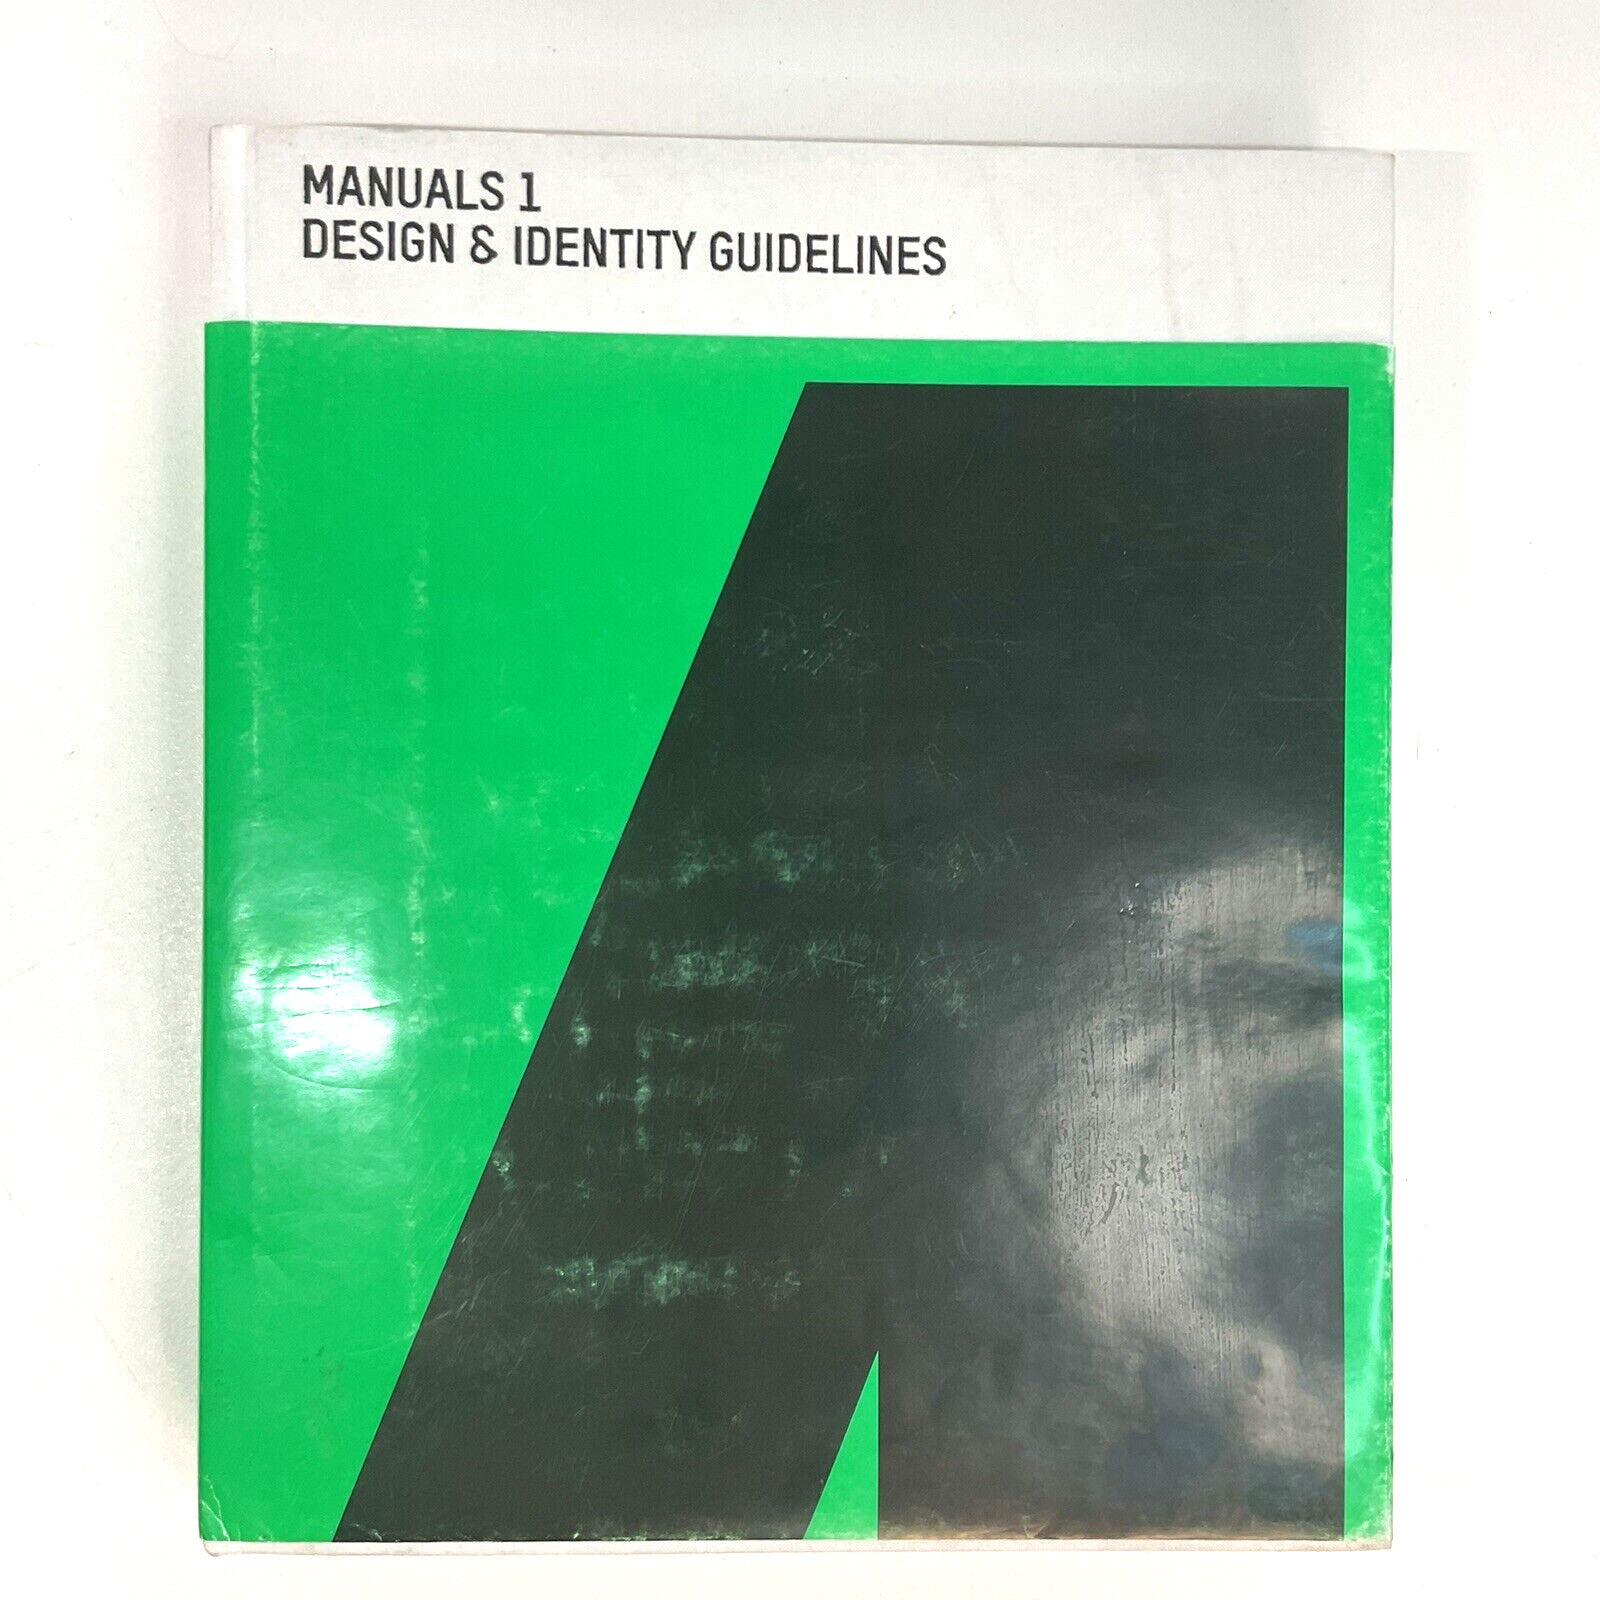 MANUALS 1
DESIGN & IDENTITY GUIDELINES